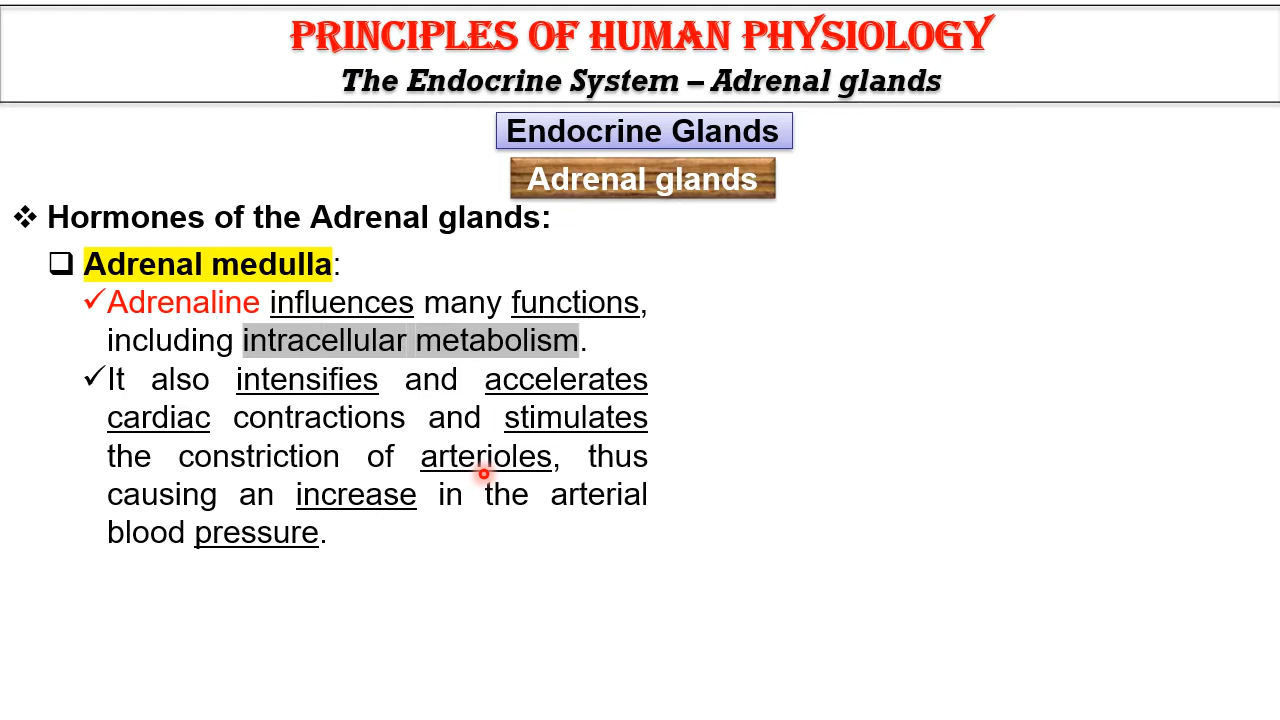 PRINCIPLES OF HUMAN PHYSIOLOGY
The Endocrine System – Adrenal glands
Endocrine Glands
Adrenal glands
❖ Hormones of the Adrenal glands:
❑ Adrenal medulla:
✓Adrenaline influences many functions,
including intracellular metabolism.
✓It also intensifies and accelerates
cardiac contractions and stimulates
the constriction of arterioles, thus
causing an increase in the arterial
blood pressure.